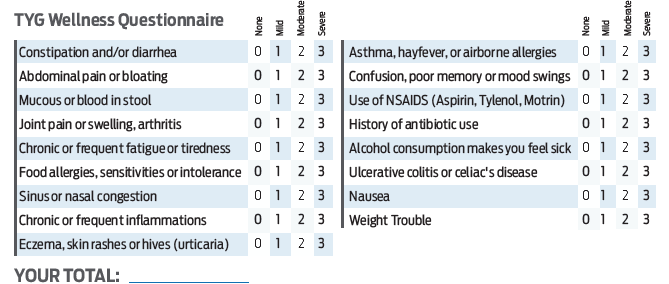 TYG Wellness Questionnaire
None Mild Moderate Severe
None Mild Moderate Severe
Constipation and/or diarrhea 0 1 2 3
Abdominal pain or bloating 0 1 2 3
Mucous or blood in stool 0 1 2 3
Joint pain or swelling, arthritis 0 1 2 3
Chronic or frequent fatigue or tiredness 0 1 2 3
Food allergies, sensitivities or intolerance 0 1 2 3
Sinus or nasal congestion 0 1 2 3
Chronic or frequent inflammations 0 1 2 3
Eczema, skin rashes or hives (urticaria) 0 1 2 3
Asthma, hayfever, or airborne allergies 0 1 2 3
Confusion, poor memory or mood swings 0 1 2 3
Use of NSAIDS (Aspirin, Tylenol, Motrin) 0 1 2 3
History of antibiotic use 0 1 2 3
Alcohol consumption makes you feel sick 0 1 2 3
Ulcerative colitis or celiac's disease 0 1 2 3
Nausea 0 1 2 3
Weight Trouble 0 1 2 3
YOUR TOTAL: